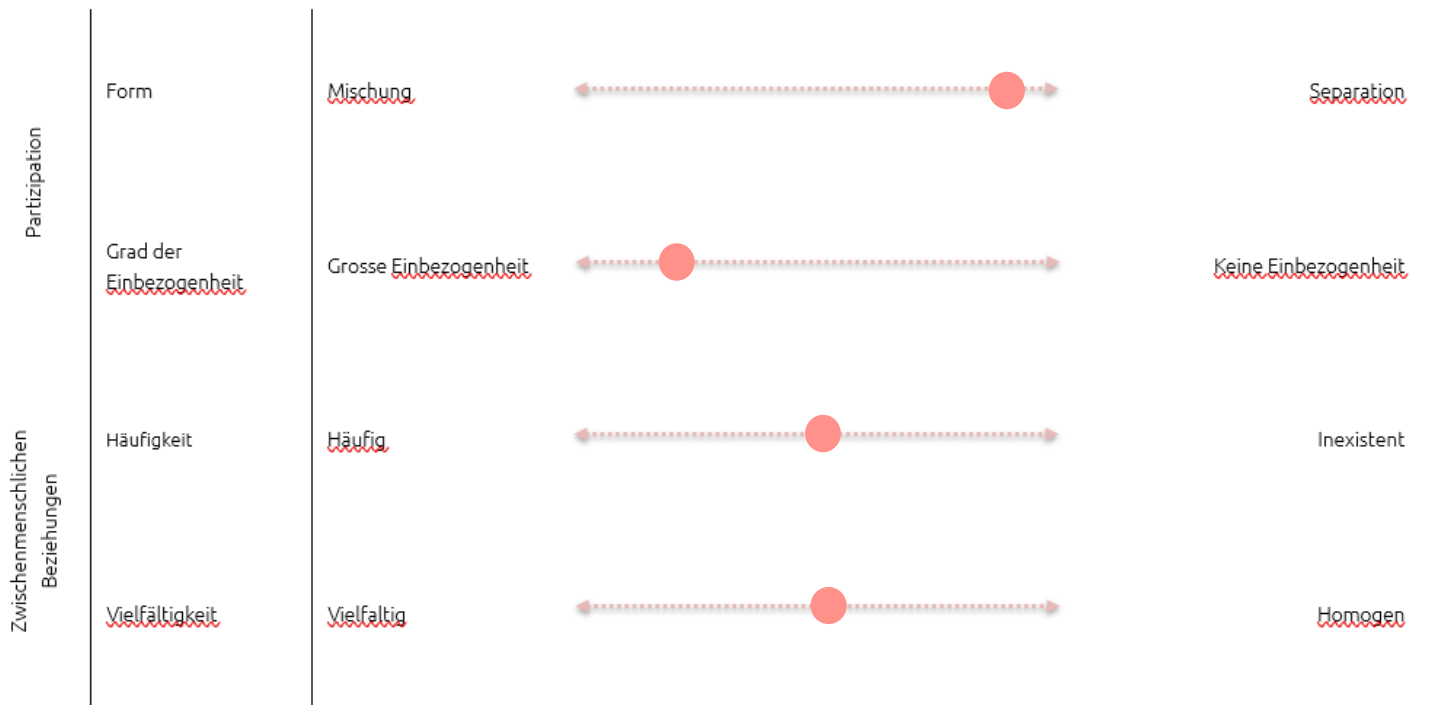 Partizipation
Form
Mischung
Separation
Grad der
Einbezogenheit
Grosse Einbezogenheit
Keine Einbezogenheit
Zwischenmenschlichen
Beziehungen
Häufigkeit
Häufig
Inexistent
Vielfältigkeit
Vielfaltig
Homogen